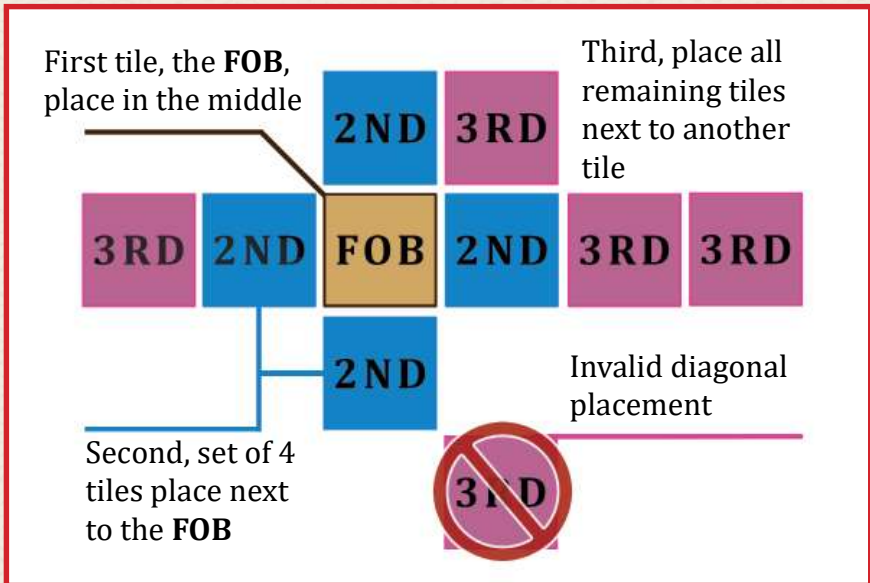 First tile, the FOB,
place in the middle
Third, place all
remaining tiles
next to another
tile
2ND 3RD
3RD 2ND FOB 2ND 3RD 3RD
2ND
Invalid diagonal
placement
Second, set of 4
tiles place next
to the FOB
3RD